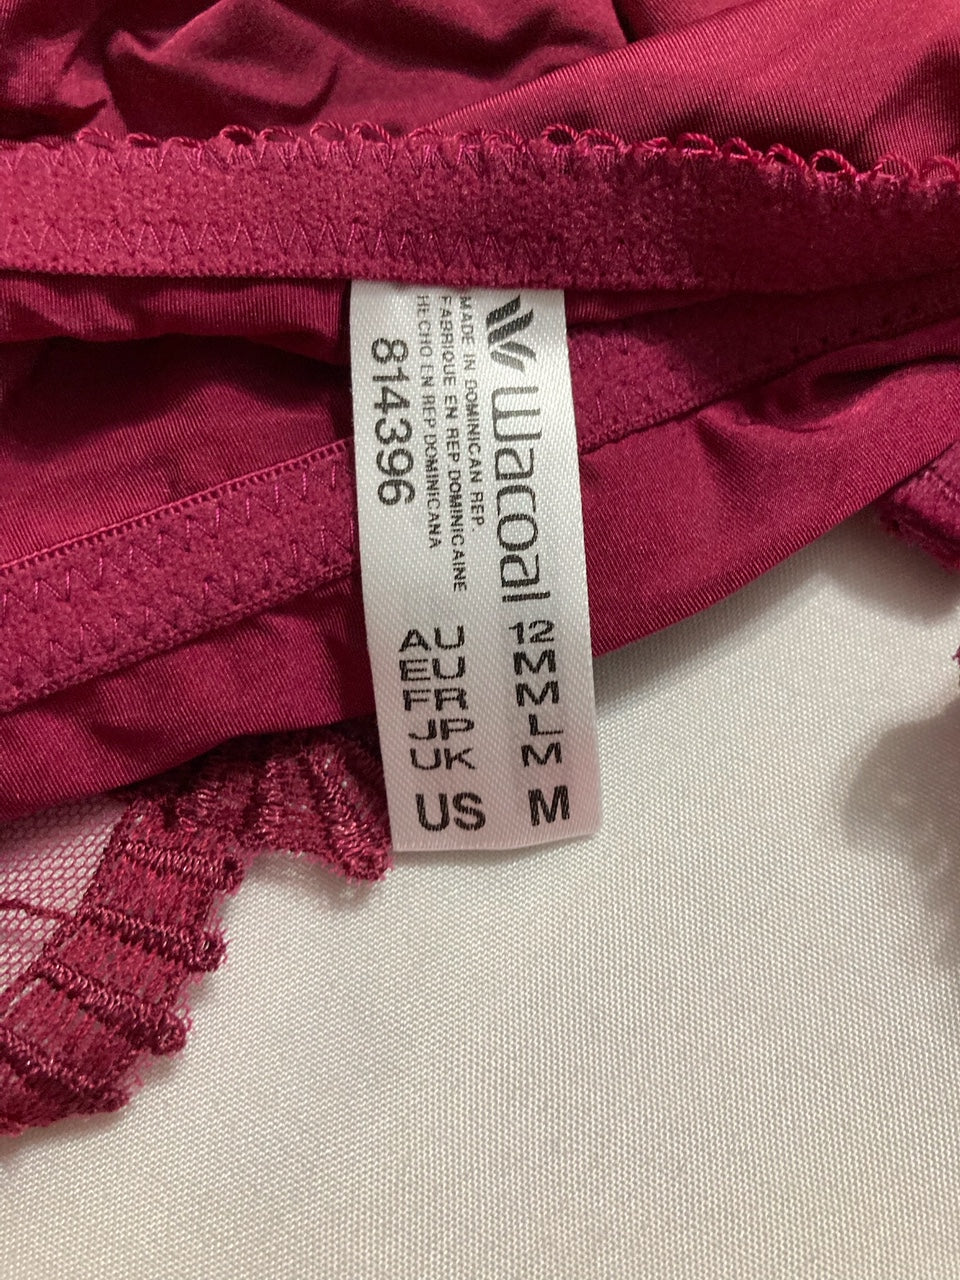 wacoal
MADE IN DOMINICAN REP.
FABRIQUE EN REP DOMINICAINE
HECHO EN REP DOMINICANA
814396
AU 12
EU M
FR M
JP L
UK M
US M